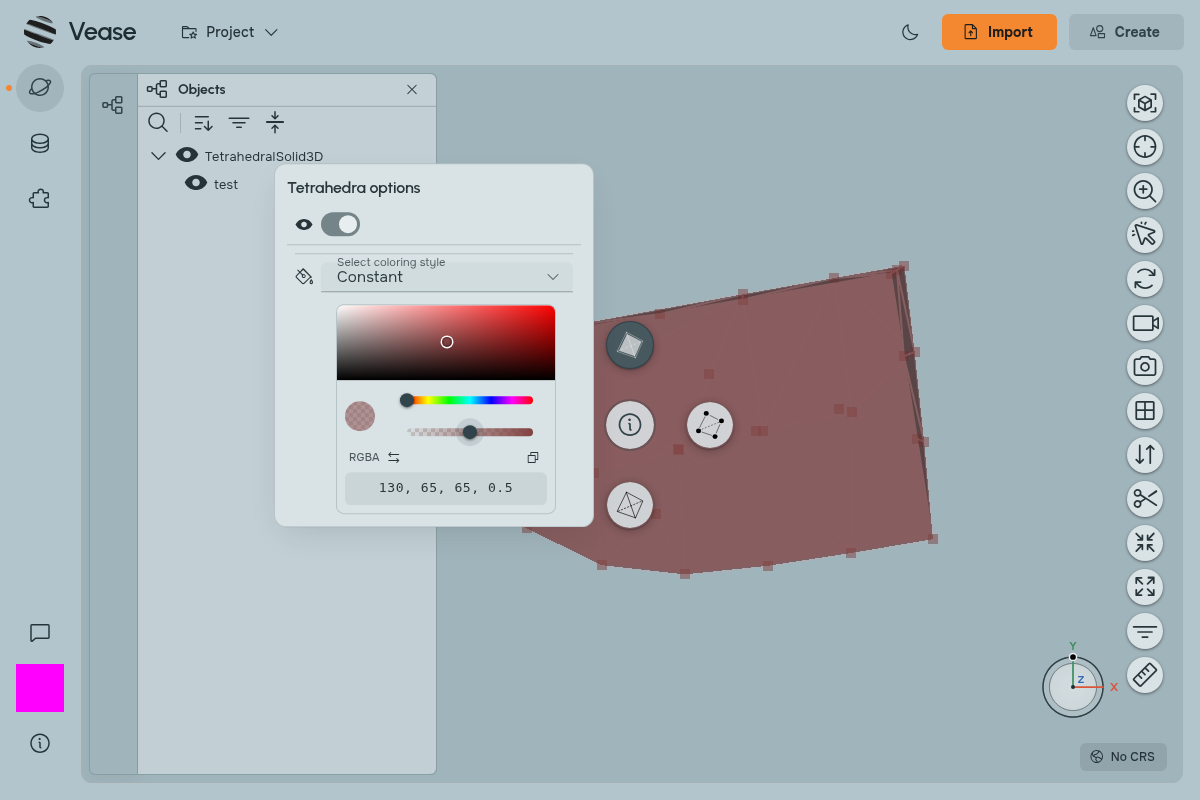 Vease
Project
Import
Create
Objects
TetrahedralSolid3D
test
Tetrahedra options
Select coloring style
Constant
RGBA
130, 65, 65, 0.5
Y
Z
X
No CRS